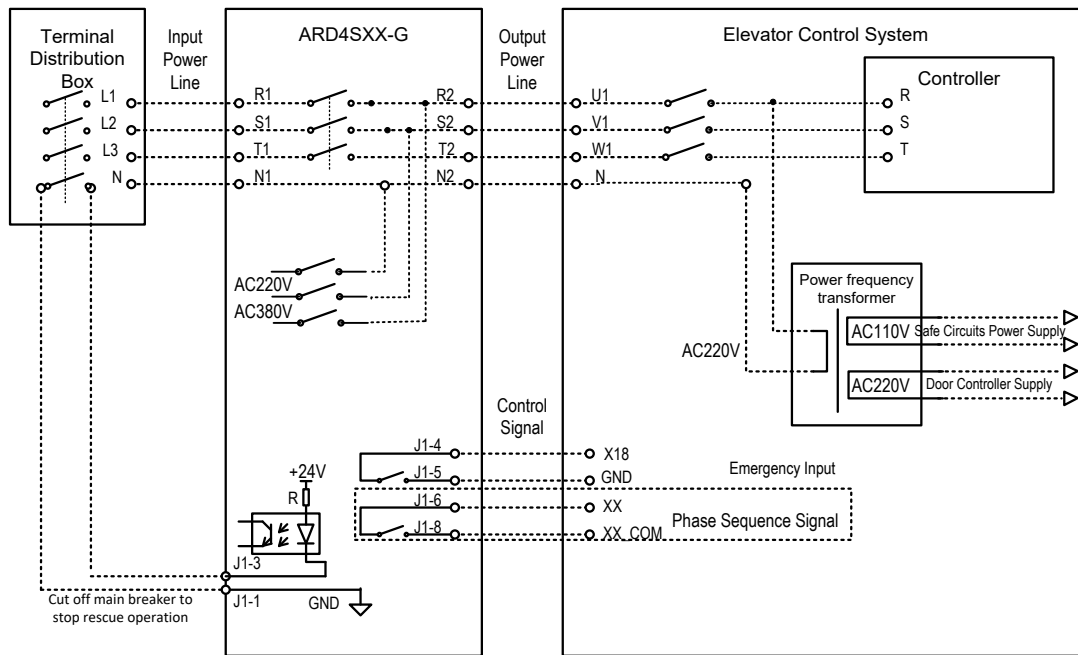 Terminal
Distribution
Box
Input
Power
Line
ARD4SXX-G
Output
Power
Line
Elevator Control System
Controller
L1
R1
R2
U1
R
L2
S1
S2
V1
S
L3
T1
T2
W1
T
N
N1
N2
N
AC220V
AC380V
Power frequency
transformer
AC220V
AC110V
Safe Circuits Power Supply
AC220V
Door Controller Supply
Control
Signal
J1-4
X18
J1-5
GND
Emergency Input
J1-6
XX
J1-8
XX_COM
Phase Sequence Signal
+24V
R
J1-3
J1-1
GND
Cut off main breaker to
stop rescue operation